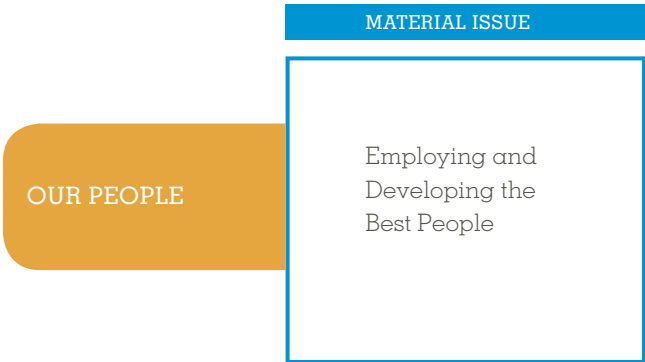 MATERIAL ISSUE
OUR PEOPLE
Employing and
Developing the
Best People